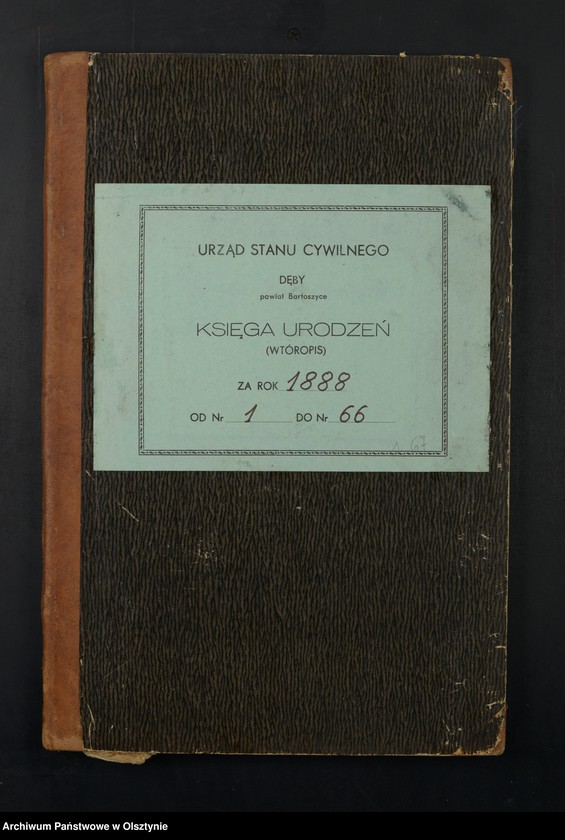 URZĄD STANU CYWILNEGO
DĘBY
powiat Bartoszyce
KSIĘGA URODZEŃ
(WTÓROPIS)
ZA ROK 1888
OD Nr 1 DO Nr 66
Archiwum Państwowe w Olsztynie